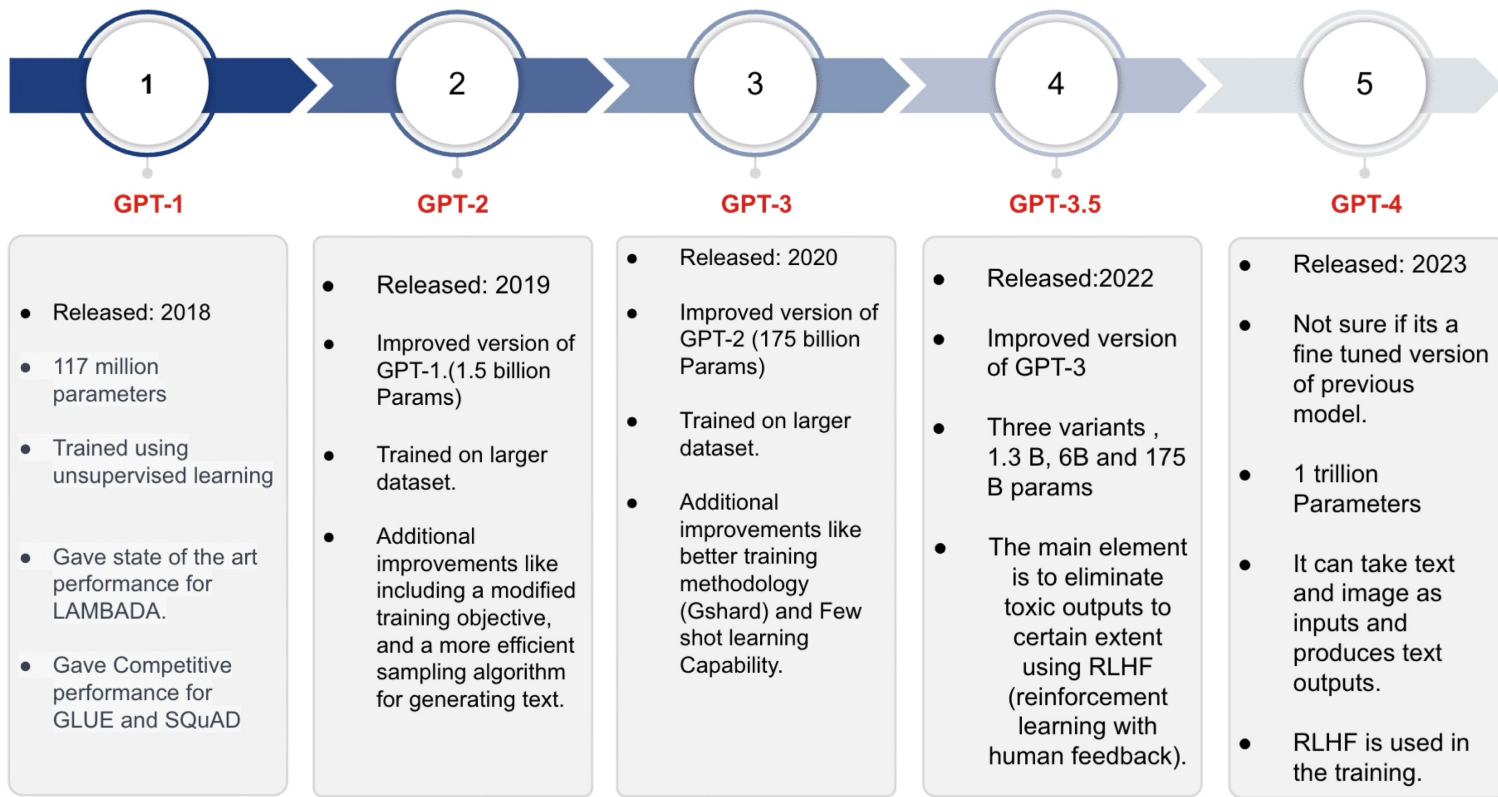 1
2
3
4
5
GPT-1
GPT-2
GPT-3
GPT-3.5
GPT-4
● Released: 2018
● 117 million
parameters
● Trained using
unsupervised learning
● Gave state of the art
performance for
LAMBADA.
● Gave Competitive
performance for
GLUE and SQuAD
● Released: 2019
● Improved version of
GPT-1.(1.5 billion
Params)
● Trained on larger
dataset.
● Additional
improvements like
including a modified
training objective,
and a more efficient
sampling algorithm
for generating text.
● Released: 2020
● Improved version of
GPT-2 (175 billion
Params)
● Trained on larger
dataset.
● Additional
improvements like
better training
methodology
(Gshard) and Few
shot learning
Capability.
● Released:2022
● Improved version
of GPT-3
● Three variants ,
1.3 B, 6B and 175
B params
● The main element
is to eliminate
toxic outputs to
certain extent
using RLHF
(reinforcement
learning with
human feedback).
● Released: 2023
● Not sure if its a
fine tuned version
of previous
model.
● 1 trillion
Parameters
● It can take text
and image as
inputs and
produces text
outputs.
● RLHF is used in
the training.